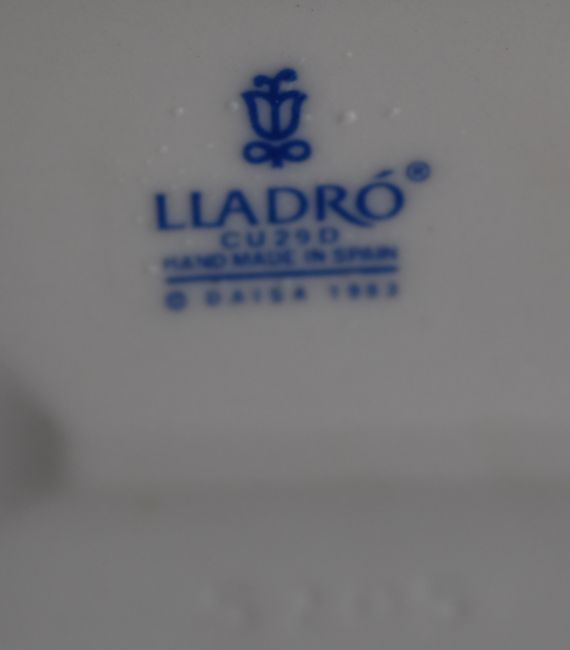 LLADRÓ®
CU29D
HAND MADE IN SPAIN
© DAISA 1983